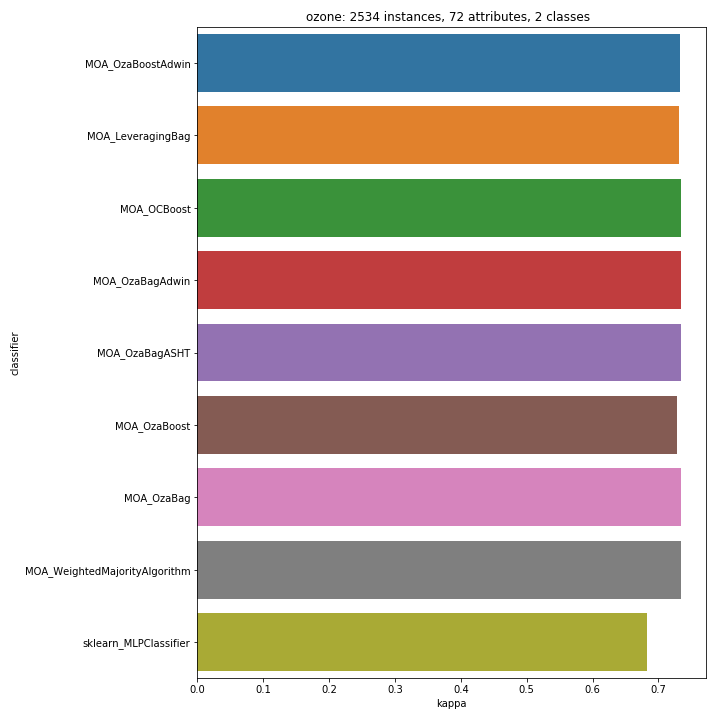 ozone: 2534 instances, 72 attributes, 2 classes
MOA_OzaBoostAdwin
MOA_LeveragingBag
MOA_OCBoost
MOA_OzaBagAdwin
MOA_OzaBagASHT
MOA_OzaBoost
MOA_OzaBag
MOA_WeightedMajorityAlgorithm
sklearn_MLPClassifier
classifier
0.0 0.1 0.2 0.3 0.4 0.5 0.6 0.7
kappa